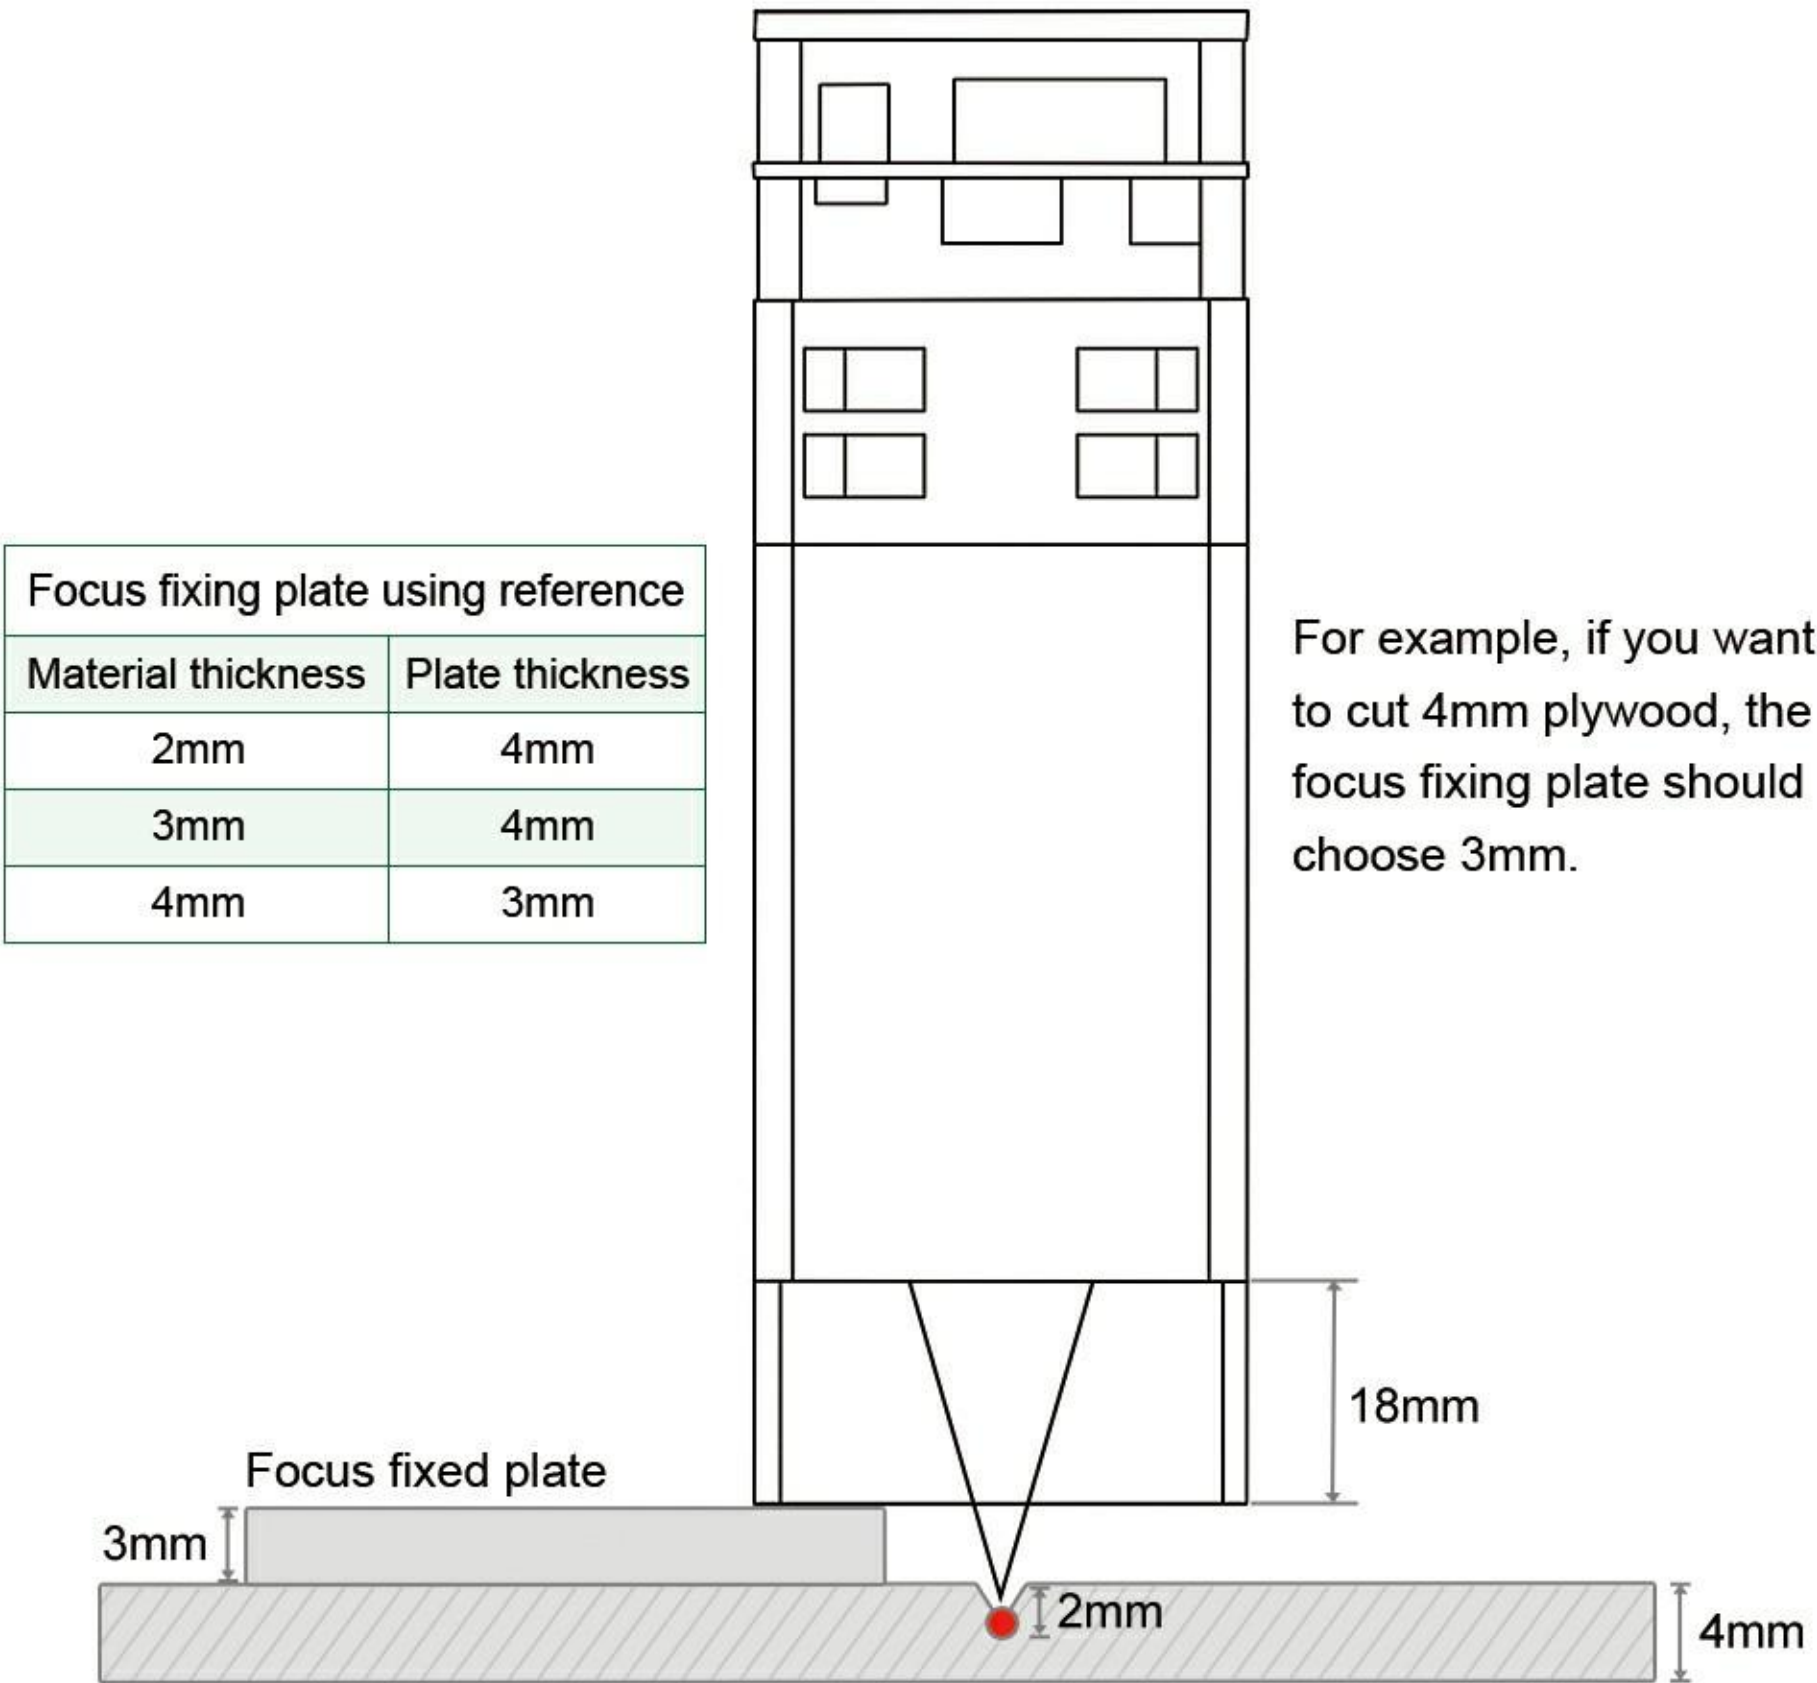 Focus fixing plate using reference
Material thickness Plate thickness
2mm 4mm
3mm 4mm
4mm 3mm
For example, if you want
to cut 4mm plywood, the
focus fixing plate should
choose 3mm.
18mm
Focus fixed plate
3mm
2mm
4mm